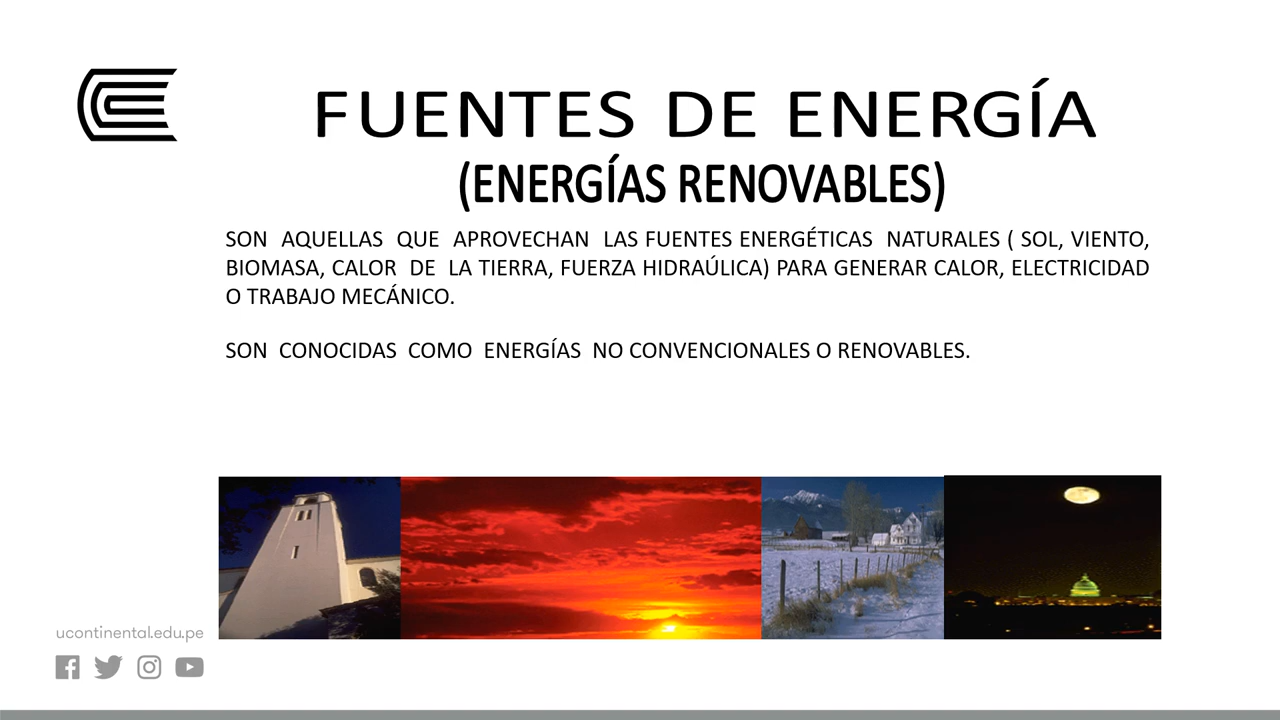 FUENTES DE ENERGÍA
(ENERGÍAS RENOVABLES)
SON AQUELLAS QUE APROVECHAN LAS FUENTES ENERGÉTICAS NATURALES ( SOL, VIENTO,
BIOMASA, CALOR DE LA TIERRA, FUERZA HIDRAÚLICA) PARA GENERAR CALOR, ELECTRICIDAD
O TRABAJO MECÁNICO.
SON CONOCIDAS COMO ENERGÍAS NO CONVENCIONALES O RENOVABLES.
ucontinental.edu.pe